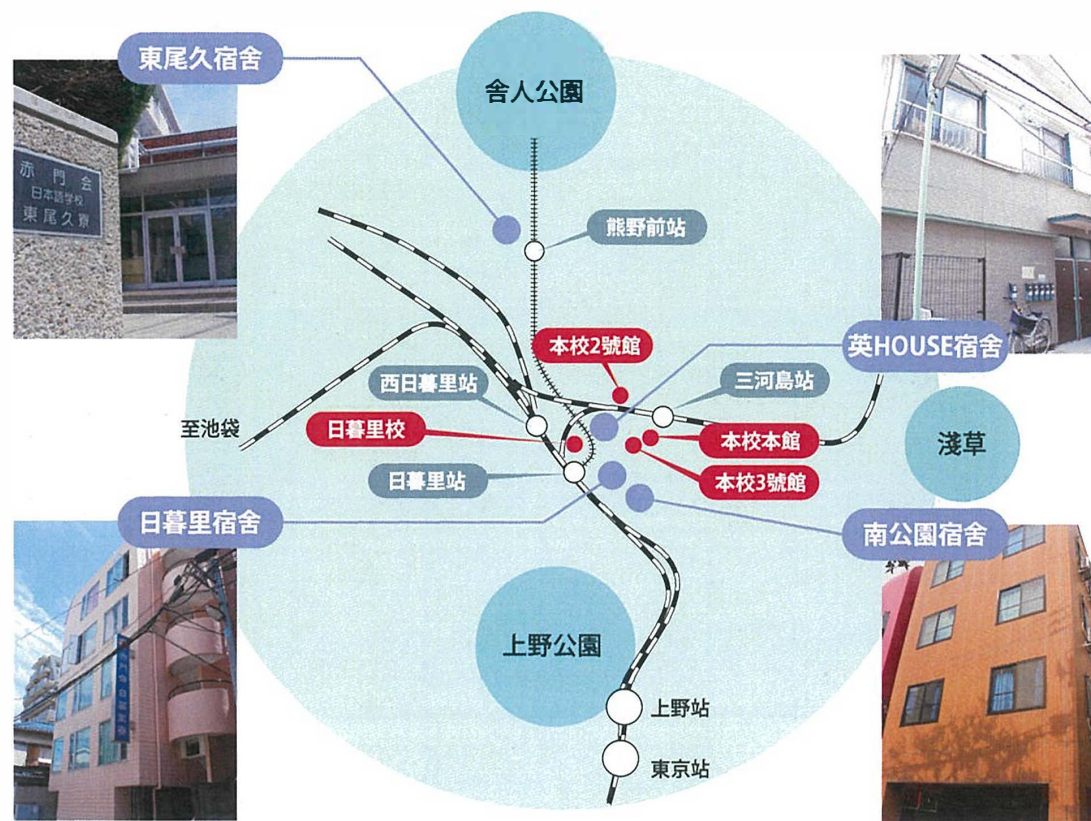 東尾久宿舍
舍人公園
赤門会
日本語学校
東尾久寮
熊野前站
本校2號館
英HOUSE宿舍
西日暮里站
三河島站
至池袋
日暮里校
本校本館
淺草
日暮里站
本校3號館
日暮里宿舍
南公園宿舍
上野公園
上野站
東京站